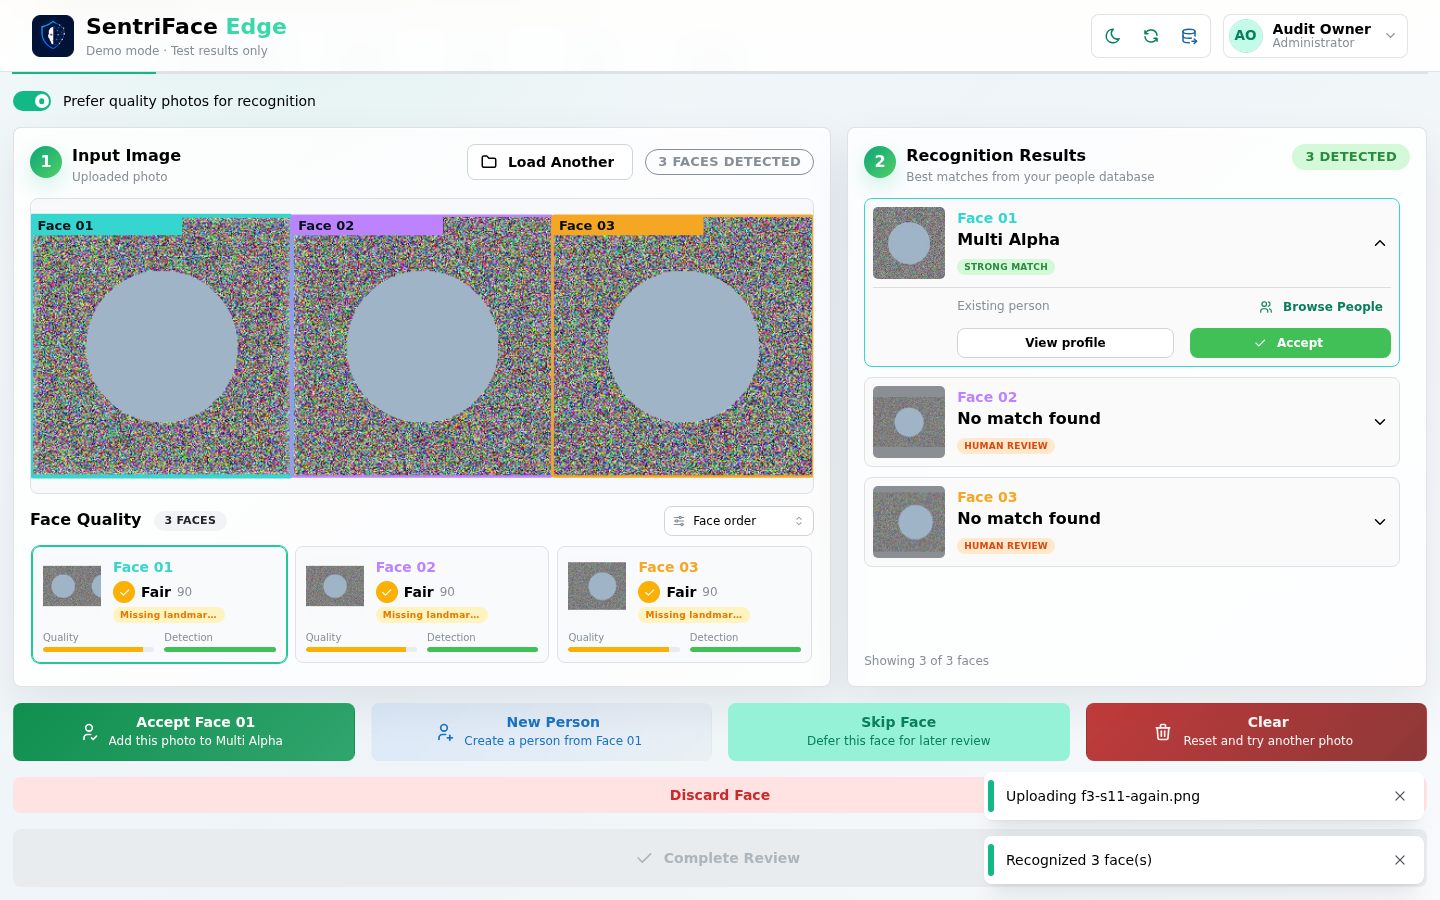 SentriFace Edge
Demo mode · Test results only
AO
Audit Owner
Administrator
Prefer quality photos for recognition
1
Input Image
Uploaded photo
Load Another
3 FACES DETECTED
Face 01
Face 02
Face 03
Face Quality
3 FACES
Face order
Face 01
Fair 90
Missing landmar...
Quality
Detection
Face 02
Fair 90
Missing landmar...
Quality
Detection
Face 03
Fair 90
Missing landmar...
Quality
Detection
2
Recognition Results
Best matches from your people database
3 DETECTED
Face 01
Multi Alpha
STRONG MATCH
Existing person
Browse People
View profile
Accept
Face 02
No match found
HUMAN REVIEW
Face 03
No match found
HUMAN REVIEW
Showing 3 of 3 faces
Accept Face 01
Add this photo to Multi Alpha
New Person
Create a person from Face 01
Skip Face
Defer this face for later review
Clear
Reset and try another photo
Discard Face
Uploading f3-s11-again.png
Complete Review
Recognized 3 face(s)